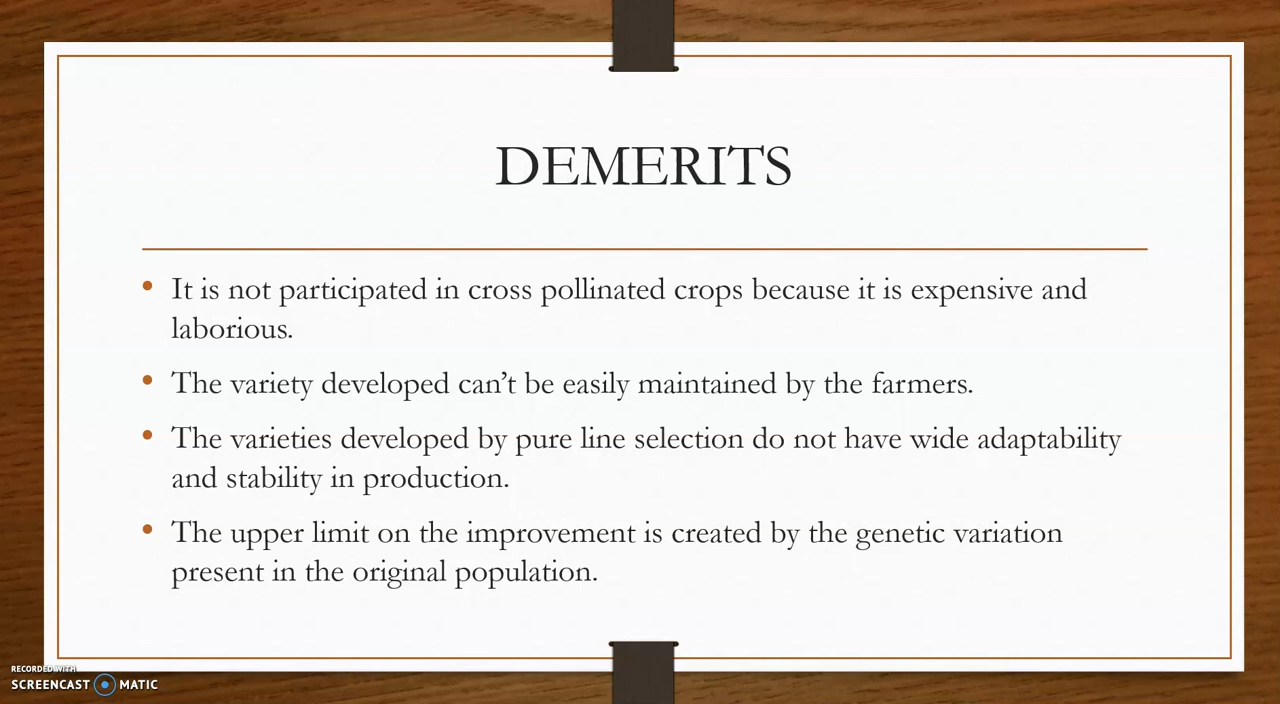 DEMERITS
• It is not participated in cross pollinated crops because it is expensive and
laborious.
• The variety developed can’t be easily maintained by the farmers.
• The varieties developed by pure line selection do not have wide adaptability
and stability in production.
• The upper limit on the improvement is created by the genetic variation
present in the original population.
RECORDED WITH
SCREENCAST MATIC